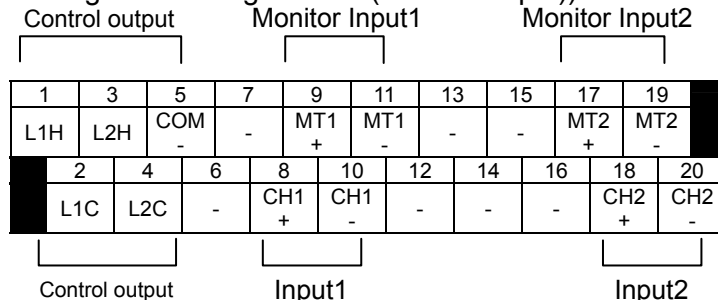 Control output Monitor Input1 Monitor Input2
1 3 5 7 9 11 13 15 17 19
L1H L2H COM - - MT1 + MT1 - - - MT2 + MT2 -
2 4 6 8 10 12 14 16 18 20
L1C L2C - CH1 + CH1 - - - - CH2 + CH2 -
Control output Input1 Input2